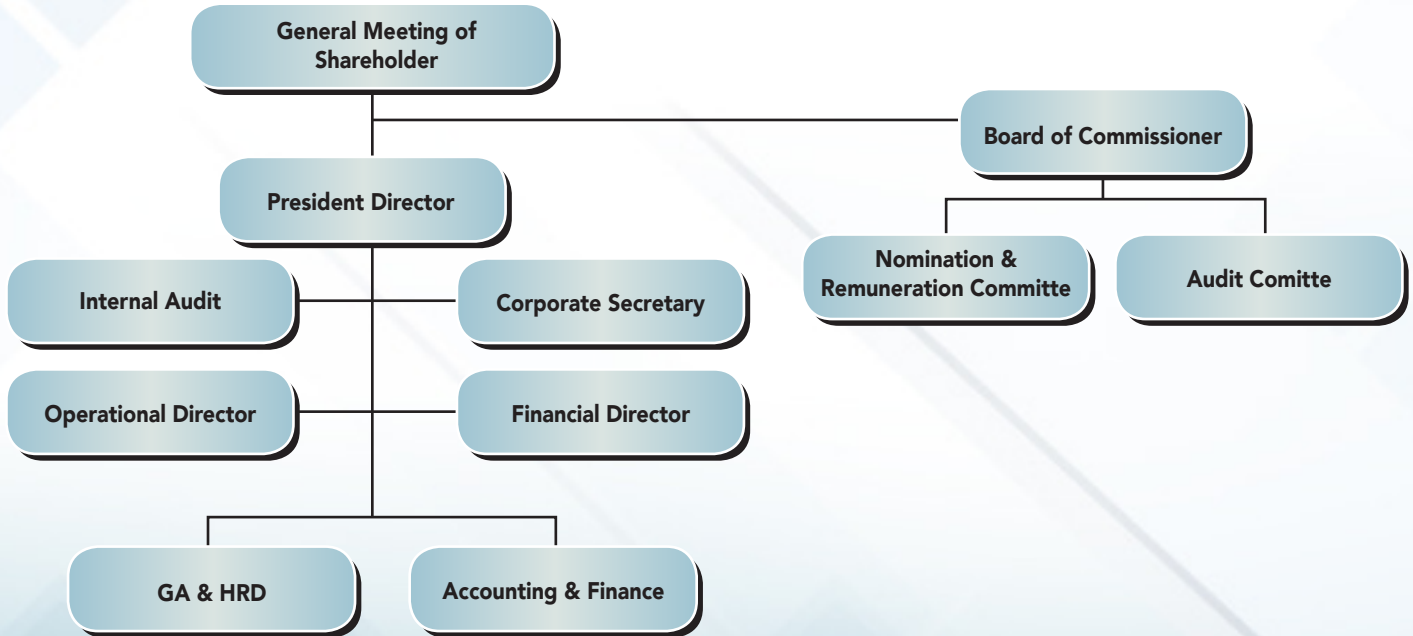 General Meeting of
Shareholder
Board of Commissioner
President Director
Nomination &
Remuneration Committe
Audit Comitte
Internal Audit
Corporate Secretary
Operational Director
Financial Director
GA & HRD
Accounting & Finance